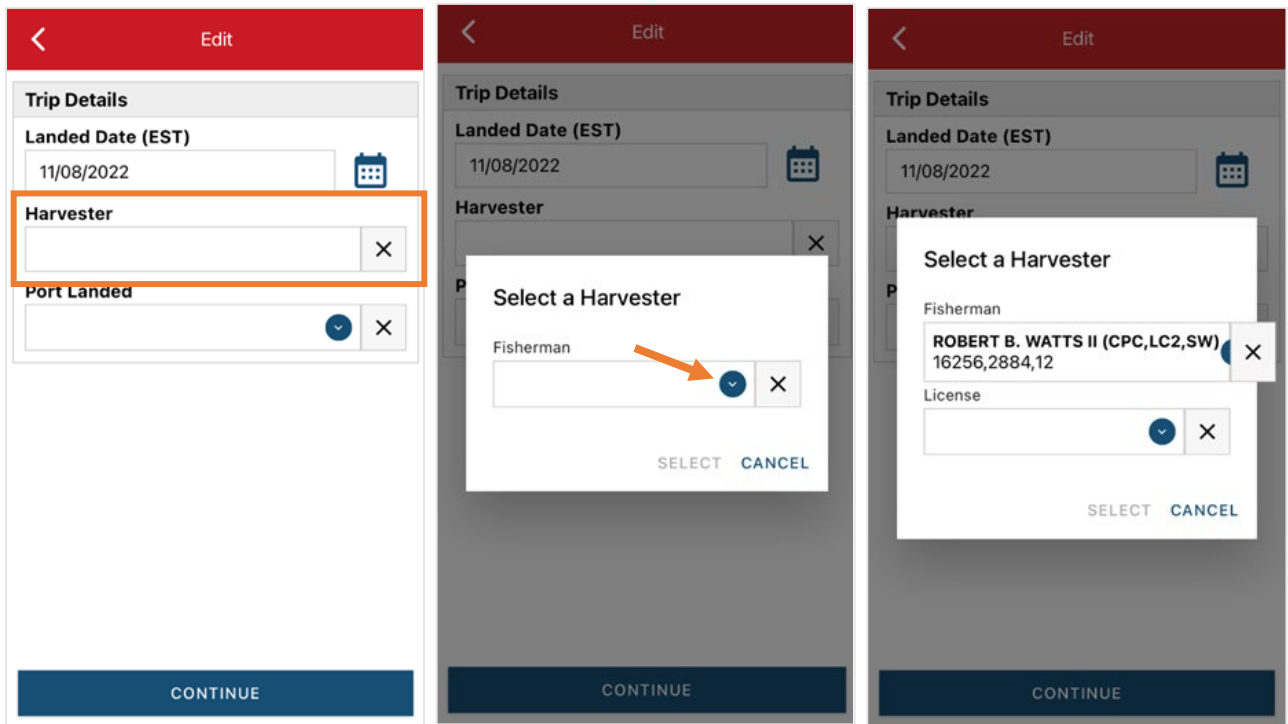 Edit
Trip Details
Landed Date (EST)
11/08/2022
Harvester
Port Landed
CONTINUE
Edit
Trip Details
Landed Date (EST)
11/08/2022
Harvester
P
Select a Harvester
Fisherman
SELECT CANCEL
CONTINUE
Edit
Trip Details
Landed Date (EST)
11/08/2022
Harvester
P
Select a Harvester
Fisherman
ROBERT B. WATTS II (CPC,LC2,SW)
16256,2884,12
License
SELECT CANCEL
CONTINUE